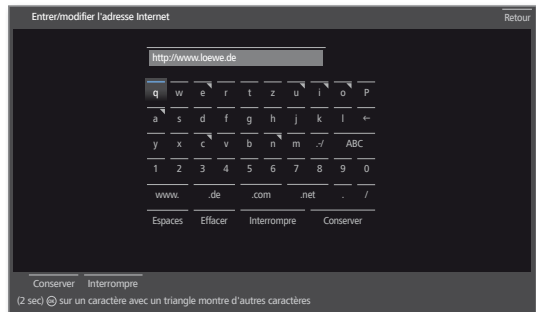 Entrer/modifier l'adresse Internet Retour
http://www.loewe.de
q w e r t z u i o P
a s d f g h j k l ←
y x c v b n m .-/ ABC
1 2 3 4 5 6 7 8 9 0
www. .de .com .net . /
Espaces Effacer Interrompre Conserver
Conserver Interrompre
(2 sec) OK sur un caractère avec un triangle montre d'autres caractères